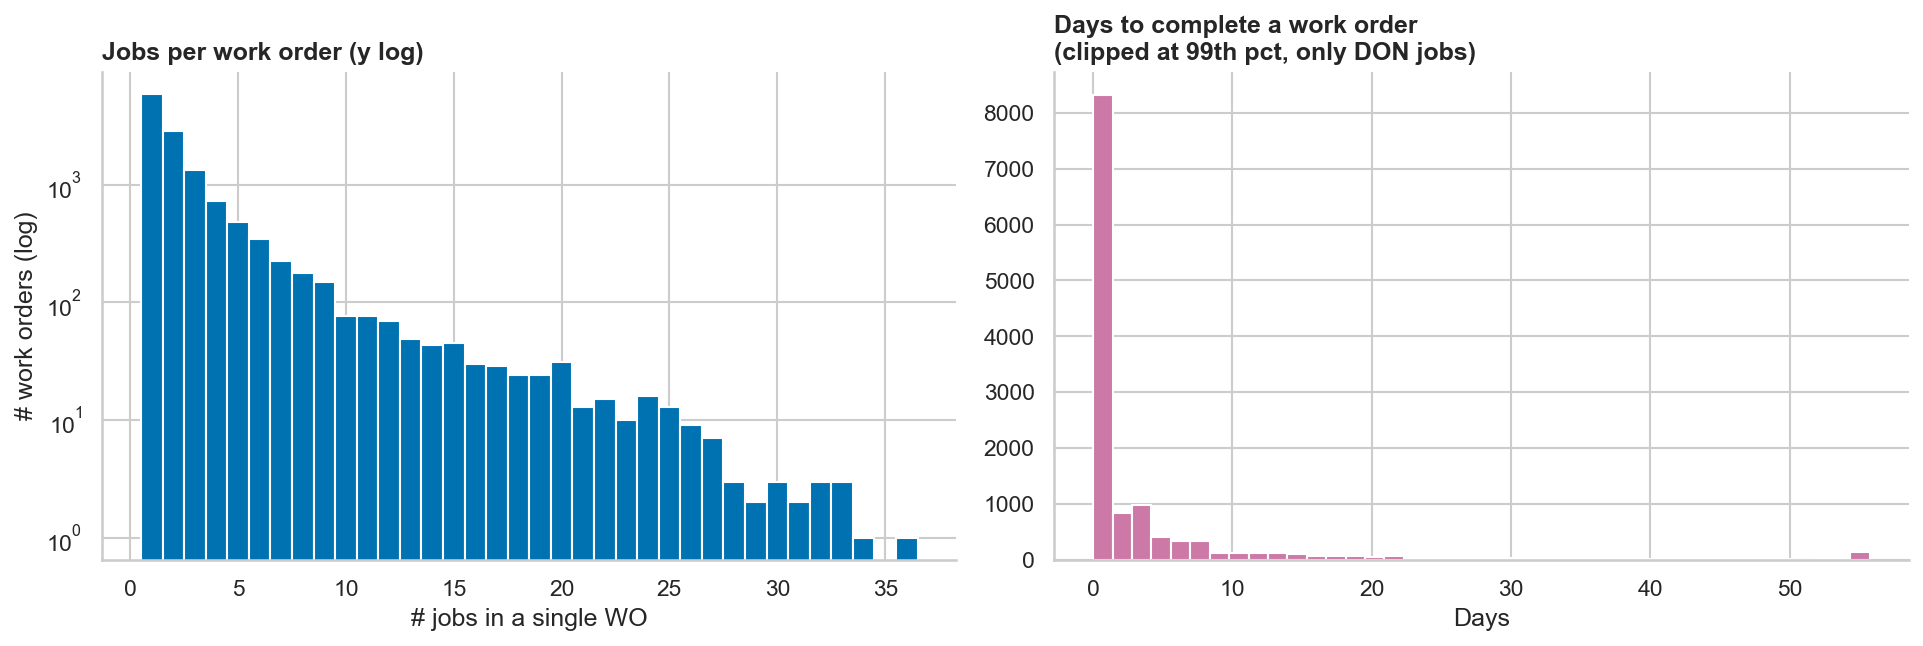 Jobs per work order (y log)
# work orders (log)
10^3
10^2
10^1
10^0
0 5 10 15 20 25 30 35
# jobs in a single WO
Days to complete a work order
(clipped at 99th pct, only DON jobs)
8000
7000
6000
5000
4000
3000
2000
1000
0
0 10 20 30 40 50
Days